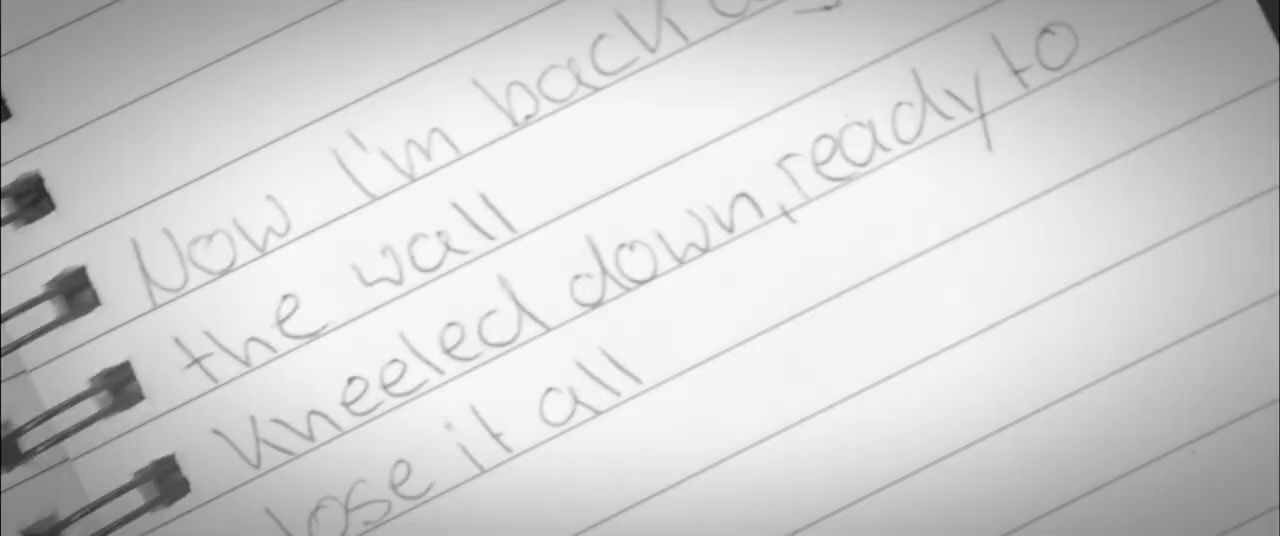 Now I'm back
the wall
Kneeled down, ready to
lose it all